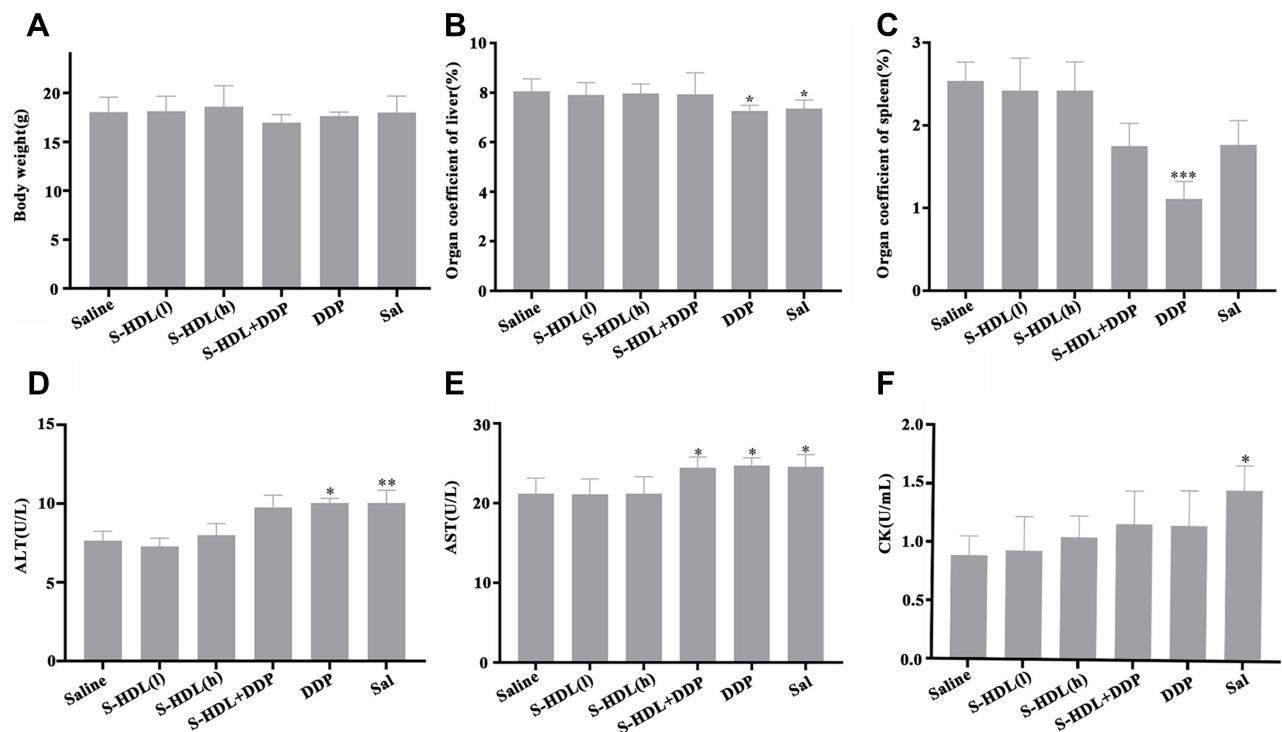 A
Body weight(g)
20
15
10
5
0
Saline
S-HDL(l)
S-HDL(h)
S-HDL+DDP
DDP
Sal
B
Organ coefficient of liver(%)
10
8
6
4
2
0
*
*
Saline
S-HDL(l)
S-HDL(h)
S-HDL+DDP
DDP
Sal
C
Organ coefficient of spleen(%)
3
2
1
0
***
Saline
S-HDL(l)
S-HDL(h)
S-HDL+DDP
DDP
Sal
D
ALT(U/L)
15
10
5
0
*
**
Saline
S-HDL(l)
S-HDL(h)
S-HDL+DDP
DDP
Sal
E
AST(U/L)
30
20
10
0
*
*
*
Saline
S-HDL(l)
S-HDL(h)
S-HDL+DDP
DDP
Sal
F
CK(U/mL)
2.0
1.5
1.0
0.5
0.0
*
Saline
S-HDL(l)
S-HDL(h)
S-HDL+DDP
DDP
Sal